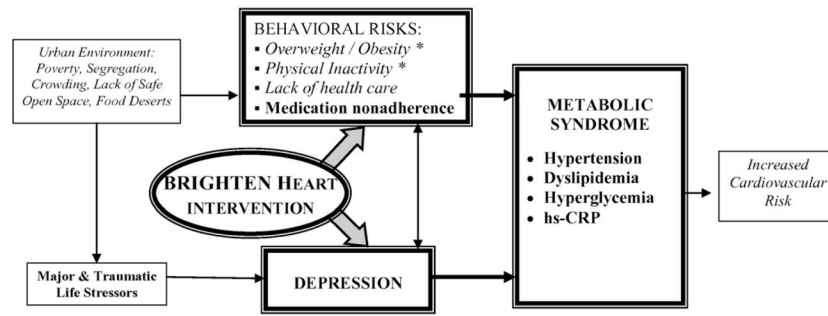 Urban Environment:
Poverty, Segregation,
Crowding, Lack of Safe
Open Space, Food Deserts
BEHAVIORAL RISKS:
▪ Overweight / Obesity *
▪ Physical Inactivity *
▪ Lack of health care
▪ Medication nonadherence
BRIGHTEN HEART
INTERVENTION
Major & Traumatic
Life Stressors
DEPRESSION
METABOLIC
SYNDROME
• Hypertension
• Dyslipidemia
• Hyperglycemia
• hs-CRP
Increased
Cardiovascular
Risk